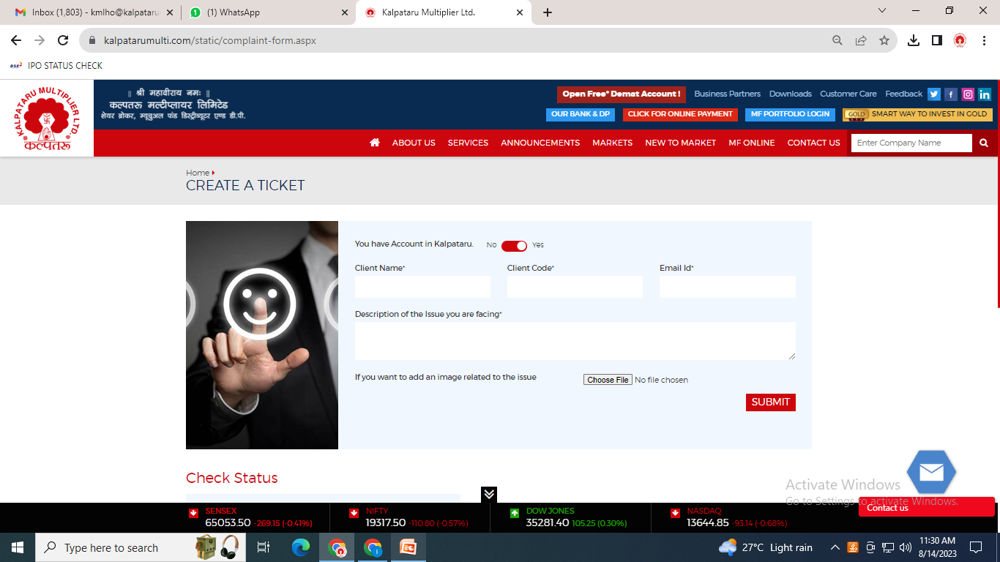 Inbox (1,803) - kmlho@kalpataru
(1) WhatsApp
Kalpataru Multiplier Ltd.
kalpatarumulti.com/static/complaint-form.aspx
BSE IPO STATUS CHECK
KALPATARU MULTIPLIER LTD.
कल्पतरू
|| श्री महावीराय नमः ||
कल्पतरू मल्टीप्लायर लिमिटेड
शेयर ब्रोकर, म्यूचुअल फंड डिस्ट्रीब्यूटर एण्ड डी.पी.
Open Free* Demat Account ! Business Partners Downloads Customer Care Feedback
OUR BANK & DP CLICK FOR ONLINE PAYMENT MF PORTFOLIO LOGIN GOLD SMART WAY TO INVEST IN GOLD
ABOUT US SERVICES ANNOUNCEMENTS MARKETS NEW TO MARKET MF ONLINE CONTACT US Enter Company Name
Home
CREATE A TICKET
You have Account in Kalpataru. No Yes
Client Name* Client Code* Email Id*
Description of the Issue you are facing*
If you want to add an image related to the issue Choose File No file chosen
SUBMIT
Check Status
Activate Windows
Go to Settings to activate Windows.
Contact us
SENSEX NIFTY DOW JONES NASDAQ
65053.50 -269.15 (-0.41%) 19317.50 -110.80 (-0.57%) 35281.40 105.25 (0.30%) 13644.85 -93.14 (-0.68%)
Type here to search
27°C Light rain
11:30 AM
8/14/2023